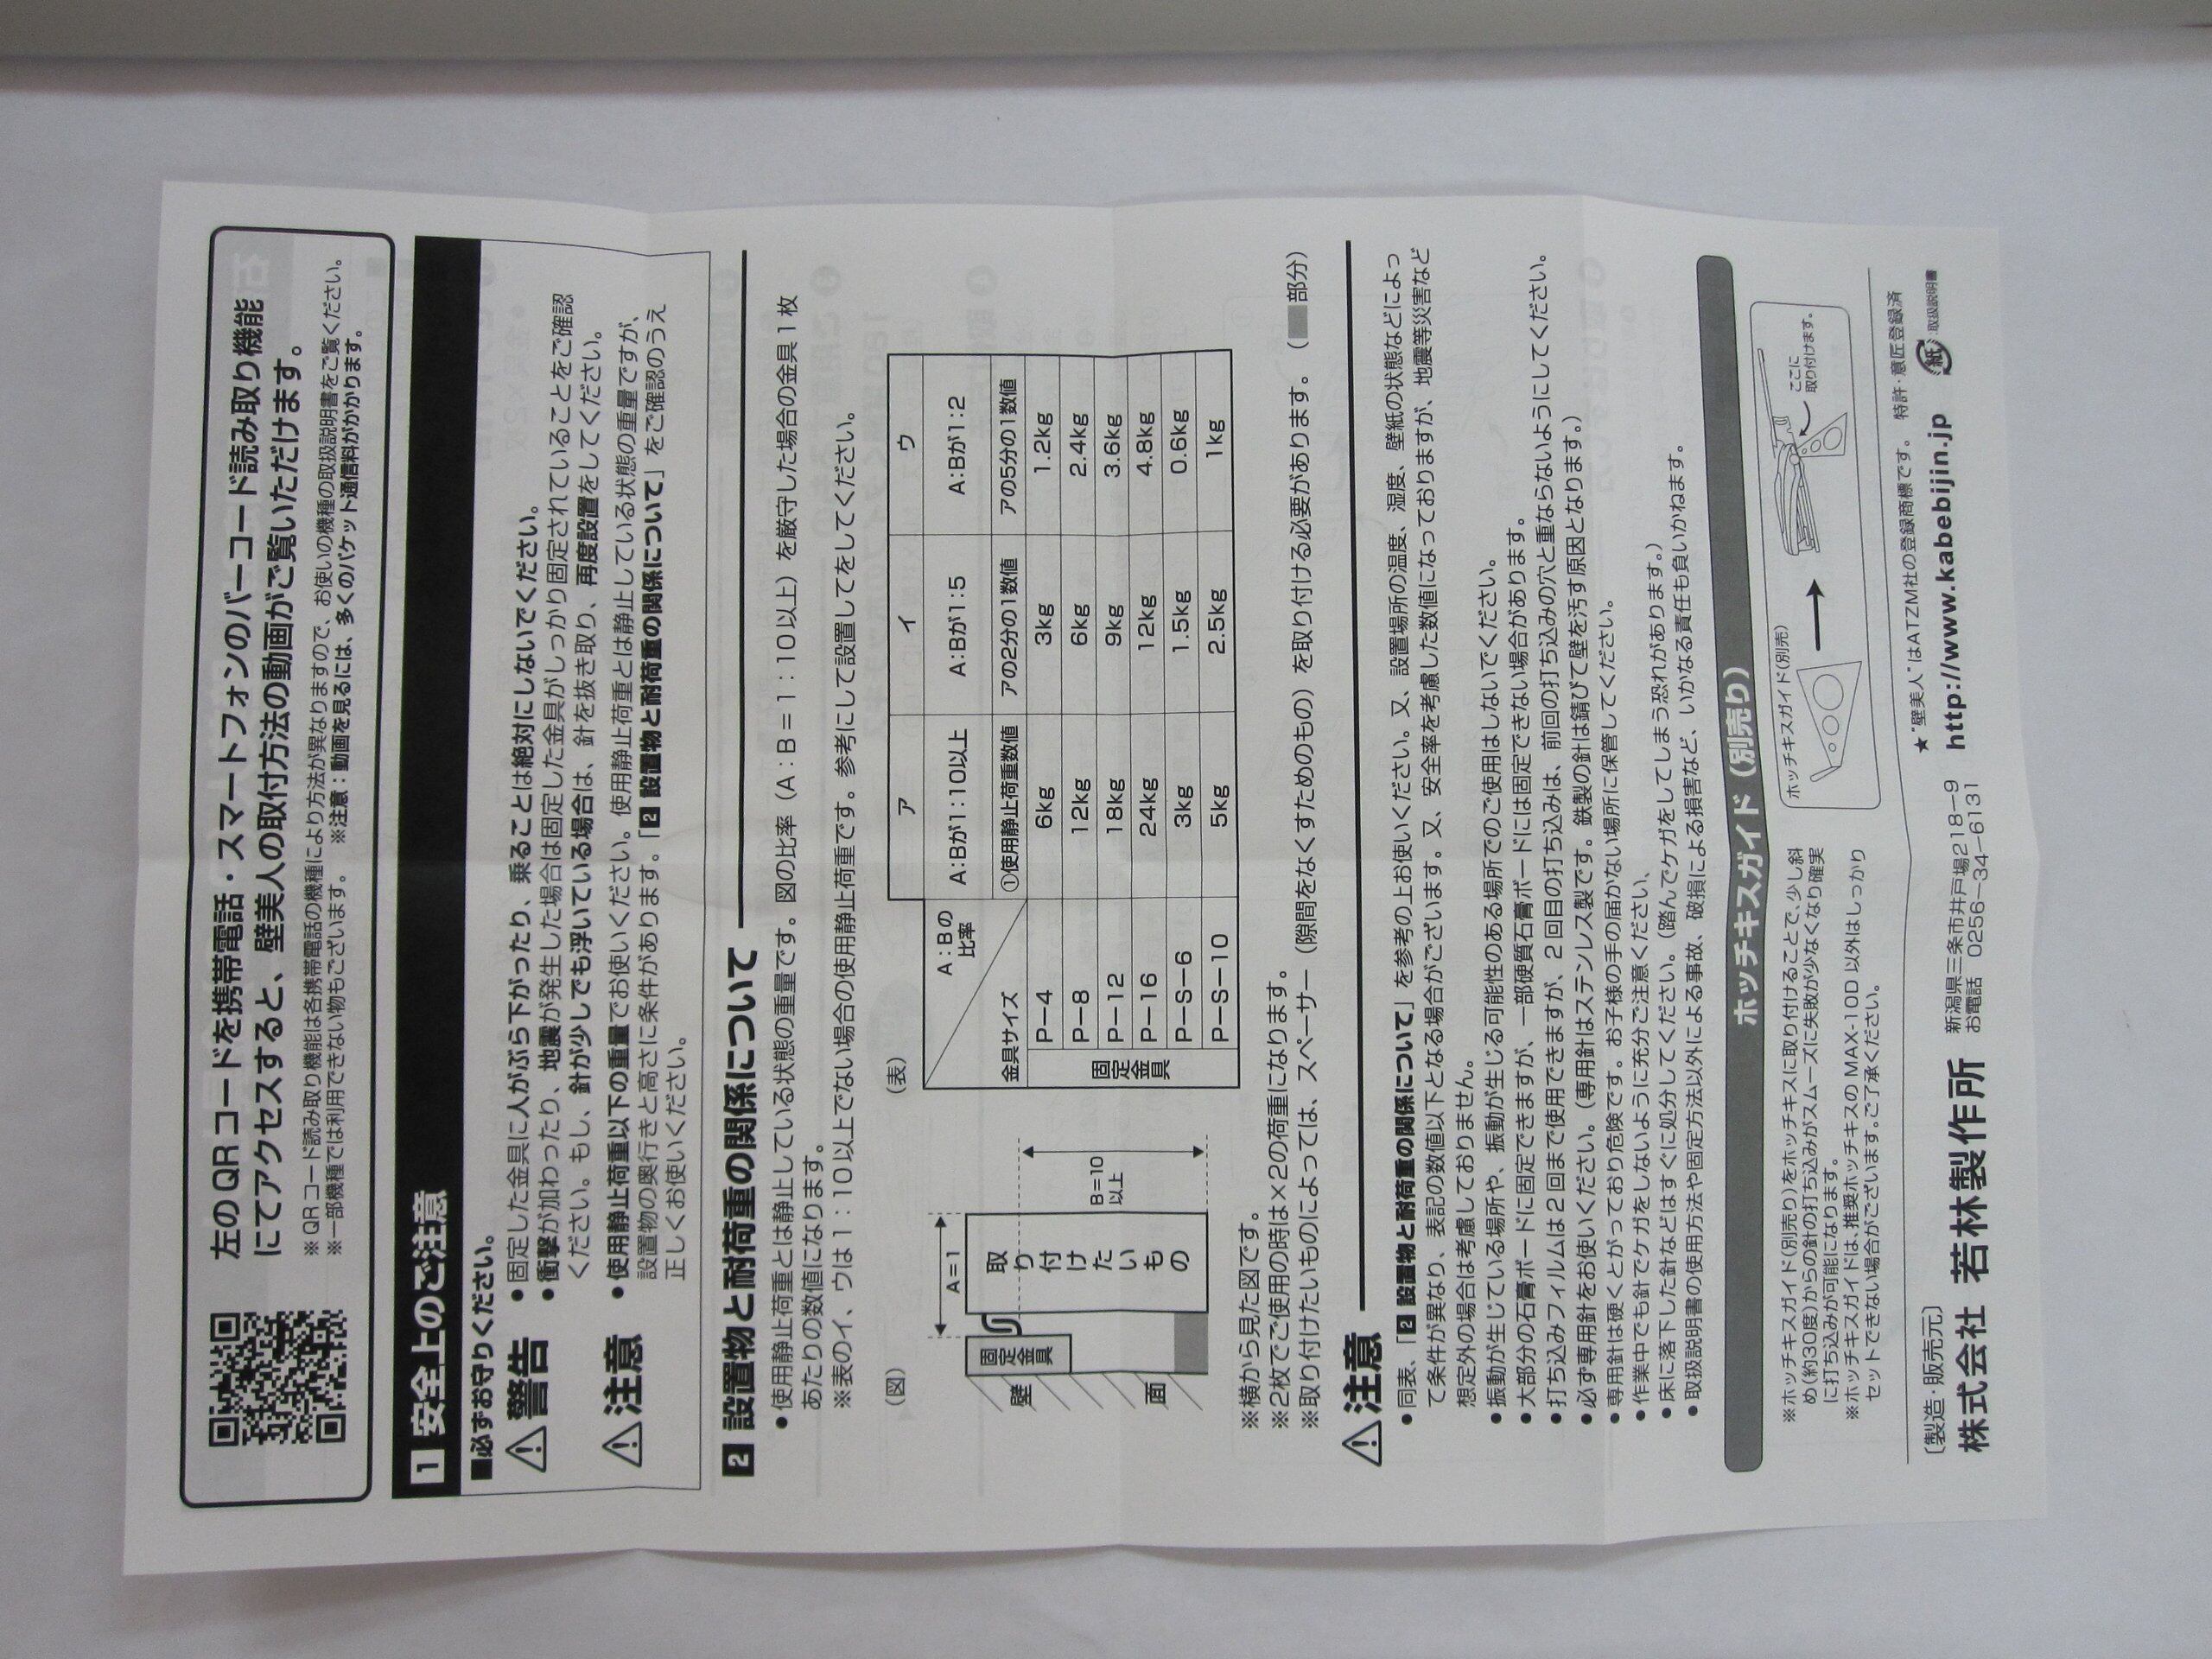 左のQRコードを携帯電話・スマートフォンのバーコード読み取り機能
にてアクセスすると、壁美人の取付方法の動画がご覧いただけます。
※QRコード読み取り機能は各携帯電話の機種により方法が異なりますので、お使いの機種の取扱説明書をご覧ください。
※一部機種では利用できない物もございます。 ※注意：動画を見るには、多くのパケット通信料がかかります。
1 安全上のご注意
■必ずお守りください。
⚠警告 ●固定した金具に人がぶら下がったり、乗ることは絶対にしないでください。
●衝撃が加わったり、地震が発生した場合は固定した金具がしっかり固定されていることをご確認
ください。もし、針が少しでも浮いている場合は、針を抜き取り、再度設置をしてください。
⚠注意 ●使用静止荷重以下の重量でお使いください。使用静止荷重とは静止している状態の重量ですが、
設置物の奥行きと高さに条件があります。「2 設置物と耐荷重の関係について」をご確認のうえ
正しくお使いください。
2 設置物と耐荷重の関係について
●使用静止荷重とは静止している状態の重量です。図の比率（A：B＝1：10以上）を厳守した場合の金具1枚
あたりの数値になります。
※表のイ、ウは1：10以上でない場合の使用静止荷重です。参考にして設置してをしてください。
（図）
A=1
固定金具
取り付けたいもの
B=10
以上
壁
面
（表）
ア イ ウ
A:Bの
比率
A:Bが1:10以上 A:Bが1:5 A:Bが1:2
金具サイズ ①使用静止荷重数値 アの2分の1数値 アの5分の1数値
固定金具
P−4 6kg 3kg 1.2kg
P−8 12kg 6kg 2.4kg
P−12 18kg 9kg 3.6kg
P−16 24kg 12kg 4.8kg
P−S−6 3kg 1.5kg 0.6kg
P−S−10 5kg 2.5kg 1kg
※横から見た図です。
※2枚でご使用の時は×2の荷重になります。
※取り付けたいものによっては、スペーサー（隙間をなくすためのもの）を取り付ける必要があります。（■部分）
⚠注意
●同表、「2 設置物と耐荷重の関係について」を参考の上お使いください。又、設置場所の温度、湿度、壁紙の状態などによっ
て条件が異なり、表記の数値以下となる場合がございます。又、安全率を考慮した数値になっておりますが、地震等災害など
想定外の場合は考慮しておりません。
●振動が生じている場所や、振動が生じる可能性のある場所でのご使用はしないでください。
●大部分の石膏ボードに固定できますが、一部硬質石膏ボードには固定できない場合があります。
●打ち込みフィルムは2回まで使用できますが、2回目の打ち込みは、前回の打ち込みの穴と重ならないようにしてください。
●必ず専用針をお使いください。（専用針はステンレス製です。鉄製の針は錆びて壁を汚す原因となります。）
●専用針は硬くとがっており危険です。お子様の手の届かない場所に保管してください。
●作業中でも針でケガをしないように充分ご注意ください、
●床に落下した針などはすぐに処分してください。（踏んでケガをしてしまう恐れがあります。）
●取扱説明書の使用方法や固定方法以外による事故、破損による損害など、いかなる責任も負いかねます。
ホッチキスガイド（別売り）
※ホッチキスガイド(別売り)をホッチキスに取り付けることで、少し斜
め(約30度)からの針の打ち込みがスムーズに失敗が少なくなり確実
に打ち込みが可能になります。
※ホッチキスガイドは、推奨ホッチキスのMAX-10D以外はしっかり
セットできない場合がございます。ご了承ください。
ホッチキスガイド(別売)
ここに
取り付けます。
★"壁美人"はATZM社の登録商標です。 特許・意匠登録済
〔製造・販売元〕
株式会社 若林製作所
新潟県三条市井戸場218−9
お電話 0256−34−6131
http://www.kabebijin.jp
紙 :取扱説明書